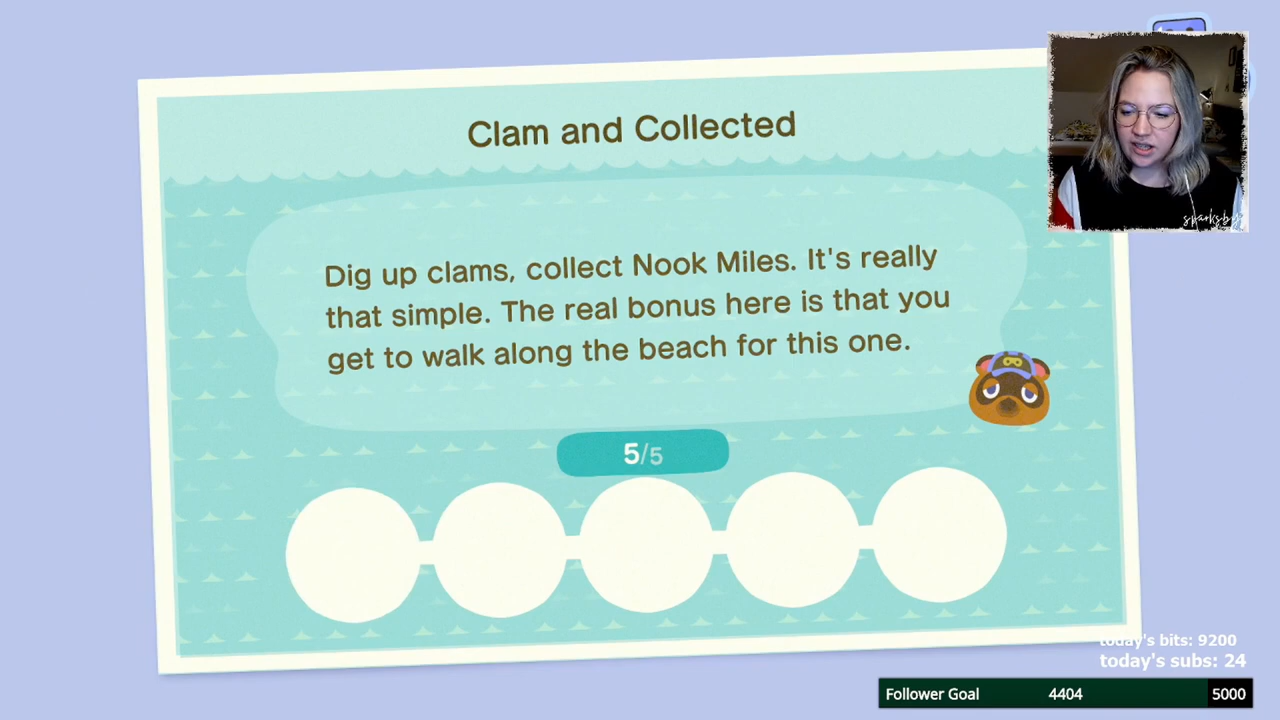 Clam and Collected
Dig up clams, collect Nook Miles. It's really
that simple. The real bonus here is that you
get to walk along the beach for this one.
5/5
today's bits: 9200
today's subs: 24
Follower Goal 4404 5000